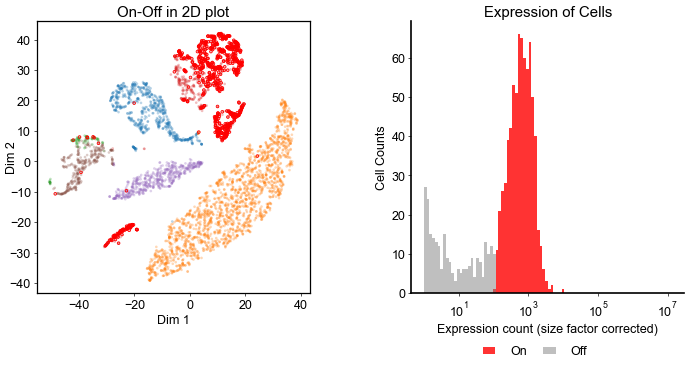 On-Off in 2D plot
Dim 2
40
30
20
10
0
−10
−20
−30
−40
−40 −20 0 20 40
Dim 1
Expression of Cells
Cell Counts
60
50
40
30
20
10
0
10^1 10^3 10^5 10^7
Expression count (size factor corrected)
On Off